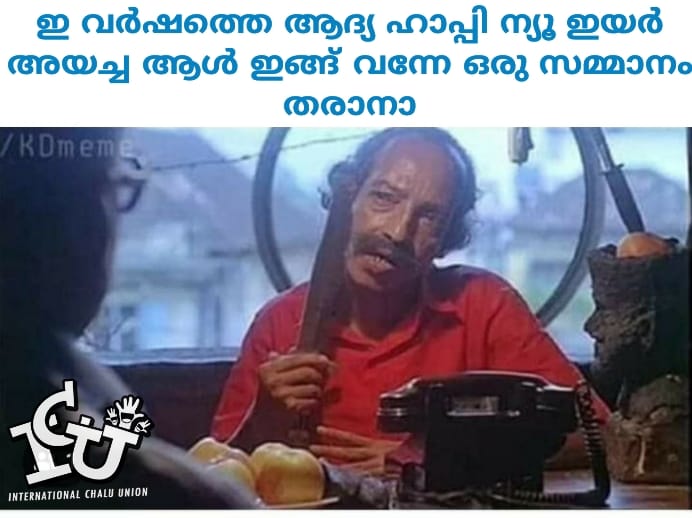 ഇ വർഷത്തെ ആദ്യ ഹാപ്പി ന്യൂ ഇയർ
അയച്ച ആൾ ഇങ്ങ് വന്നേ ഒരു സമ്മാനം
തരാനാ
/KDmeme
ICU
INTERNATIONAL CHALU UNION